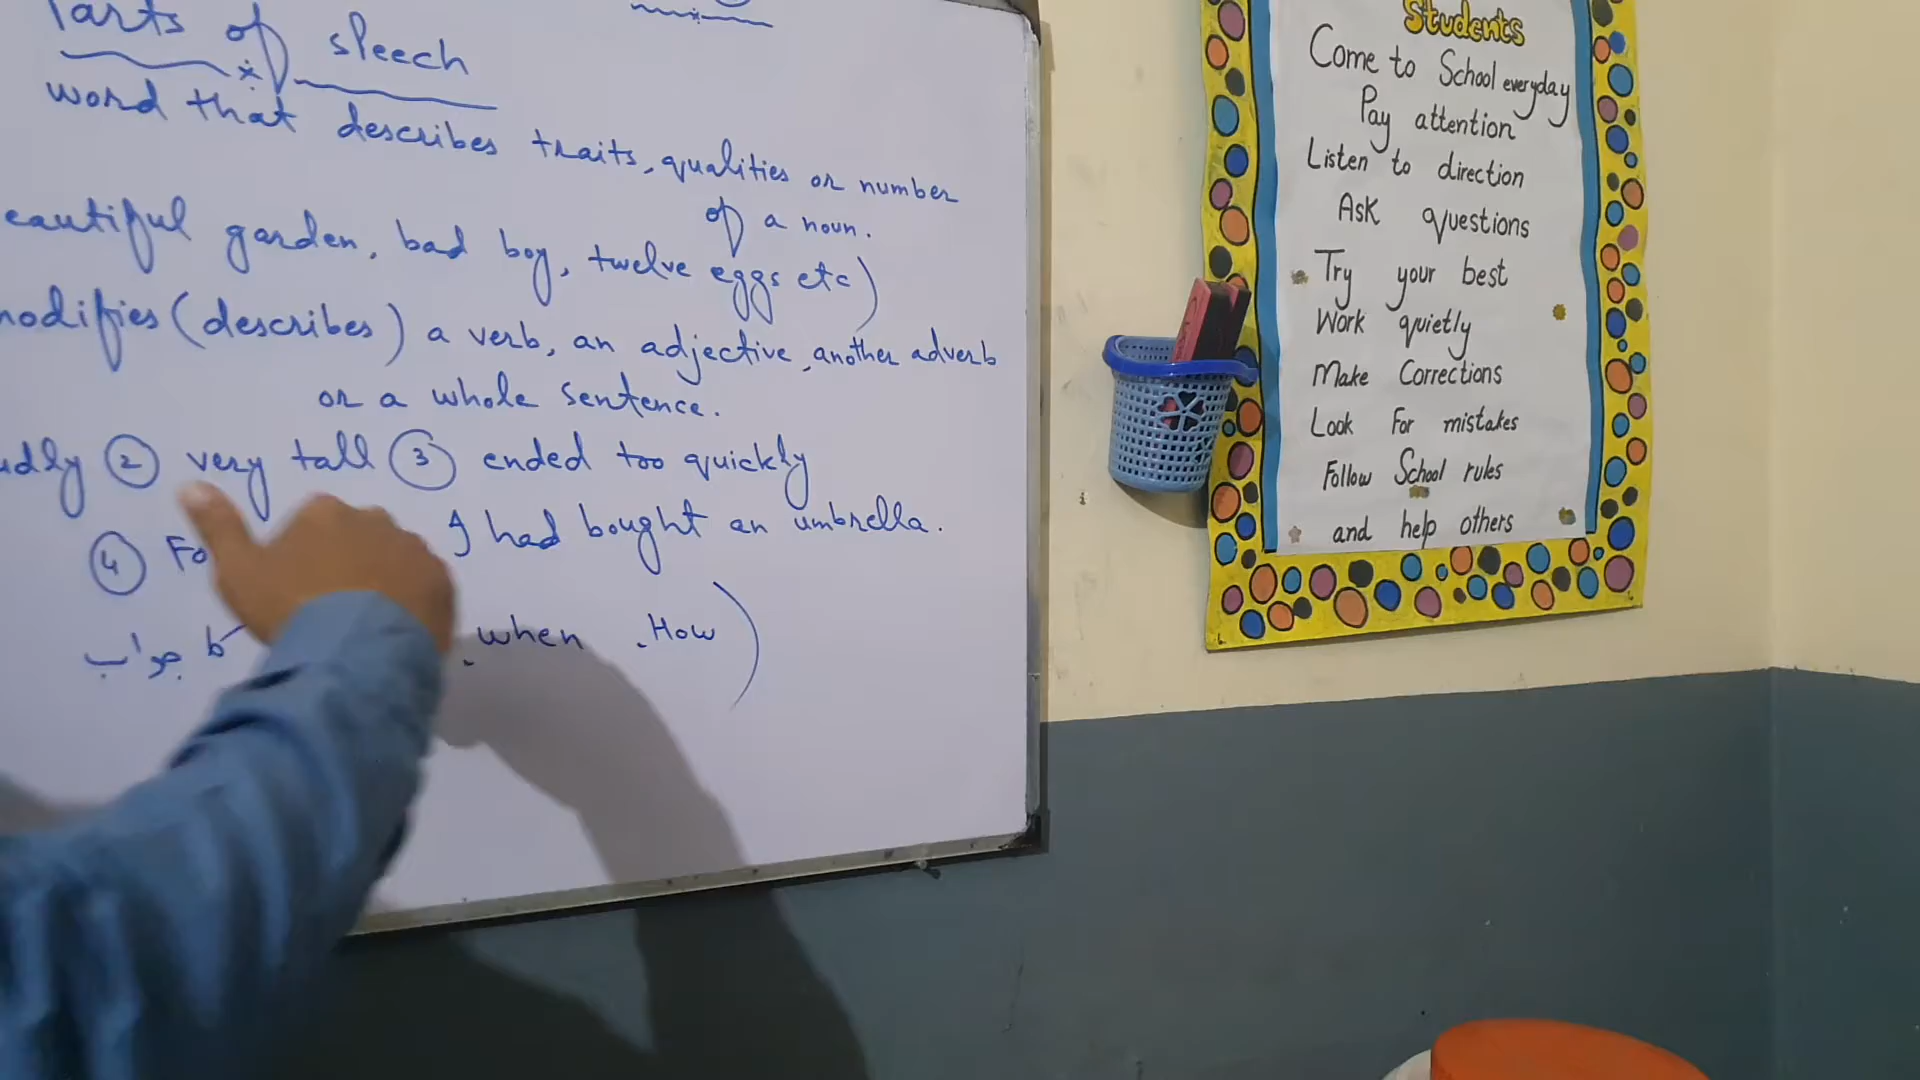 Parts of speech
word that describes traits, qualities or number
of a noun.
eautiful garden, bad boy, twelve eggs etc)
modifies (describes) a verb, an adjective, another adverb
or a whole sentence.
udly ② very tall ③ ended too quickly
④ Fo I had bought an umbrella.
جواب when . How )
Students
Come to School everyday
Pay attention
Listen to direction
Ask questions
Try your best
Work quietly
Make Corrections
Look For mistakes
Follow School rules
and help others